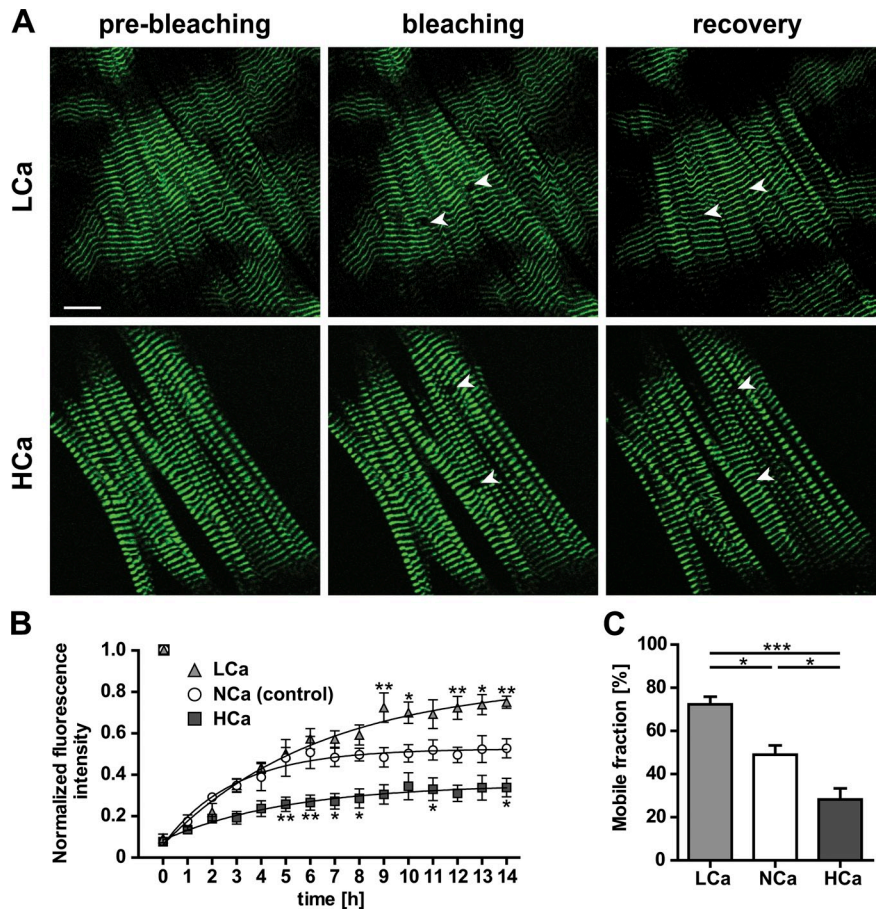 A
pre-bleaching bleaching recovery
LCa
HCa
B
Normalized fluorescence
intensity
1.0
0.8
0.6
0.4
0.2
0
LCa
NCa (control)
HCa
** * ** * **
** ** * * * *
0 1 2 3 4 5 6 7 8 9 10 11 12 13 14
time [h]
C
Mobile fraction [%]
100
80
60
40
20
0
***
* *
LCa NCa HCa